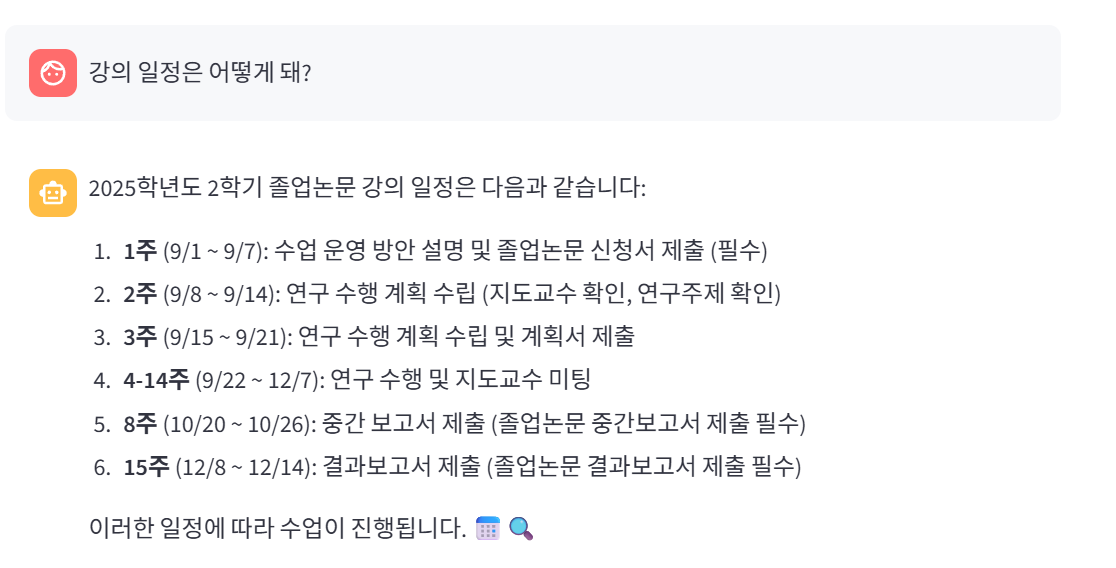 강의 일정은 어떻게 돼?
2025학년도 2학기 졸업논문 강의 일정은 다음과 같습니다:
1. 1주 (9/1 ~ 9/7): 수업 운영 방안 설명 및 졸업논문 신청서 제출 (필수)
2. 2주 (9/8 ~ 9/14): 연구 수행 계획 수립 (지도교수 확인, 연구주제 확인)
3. 3주 (9/15 ~ 9/21): 연구 수행 계획 수립 및 계획서 제출
4. 4-14주 (9/22 ~ 12/7): 연구 수행 및 지도교수 미팅
5. 8주 (10/20 ~ 10/26): 중간 보고서 제출 (졸업논문 중간보고서 제출 필수)
6. 15주 (12/8 ~ 12/14): 결과보고서 제출 (졸업논문 결과보고서 제출 필수)
이러한 일정에 따라 수업이 진행됩니다. 📅 🔍